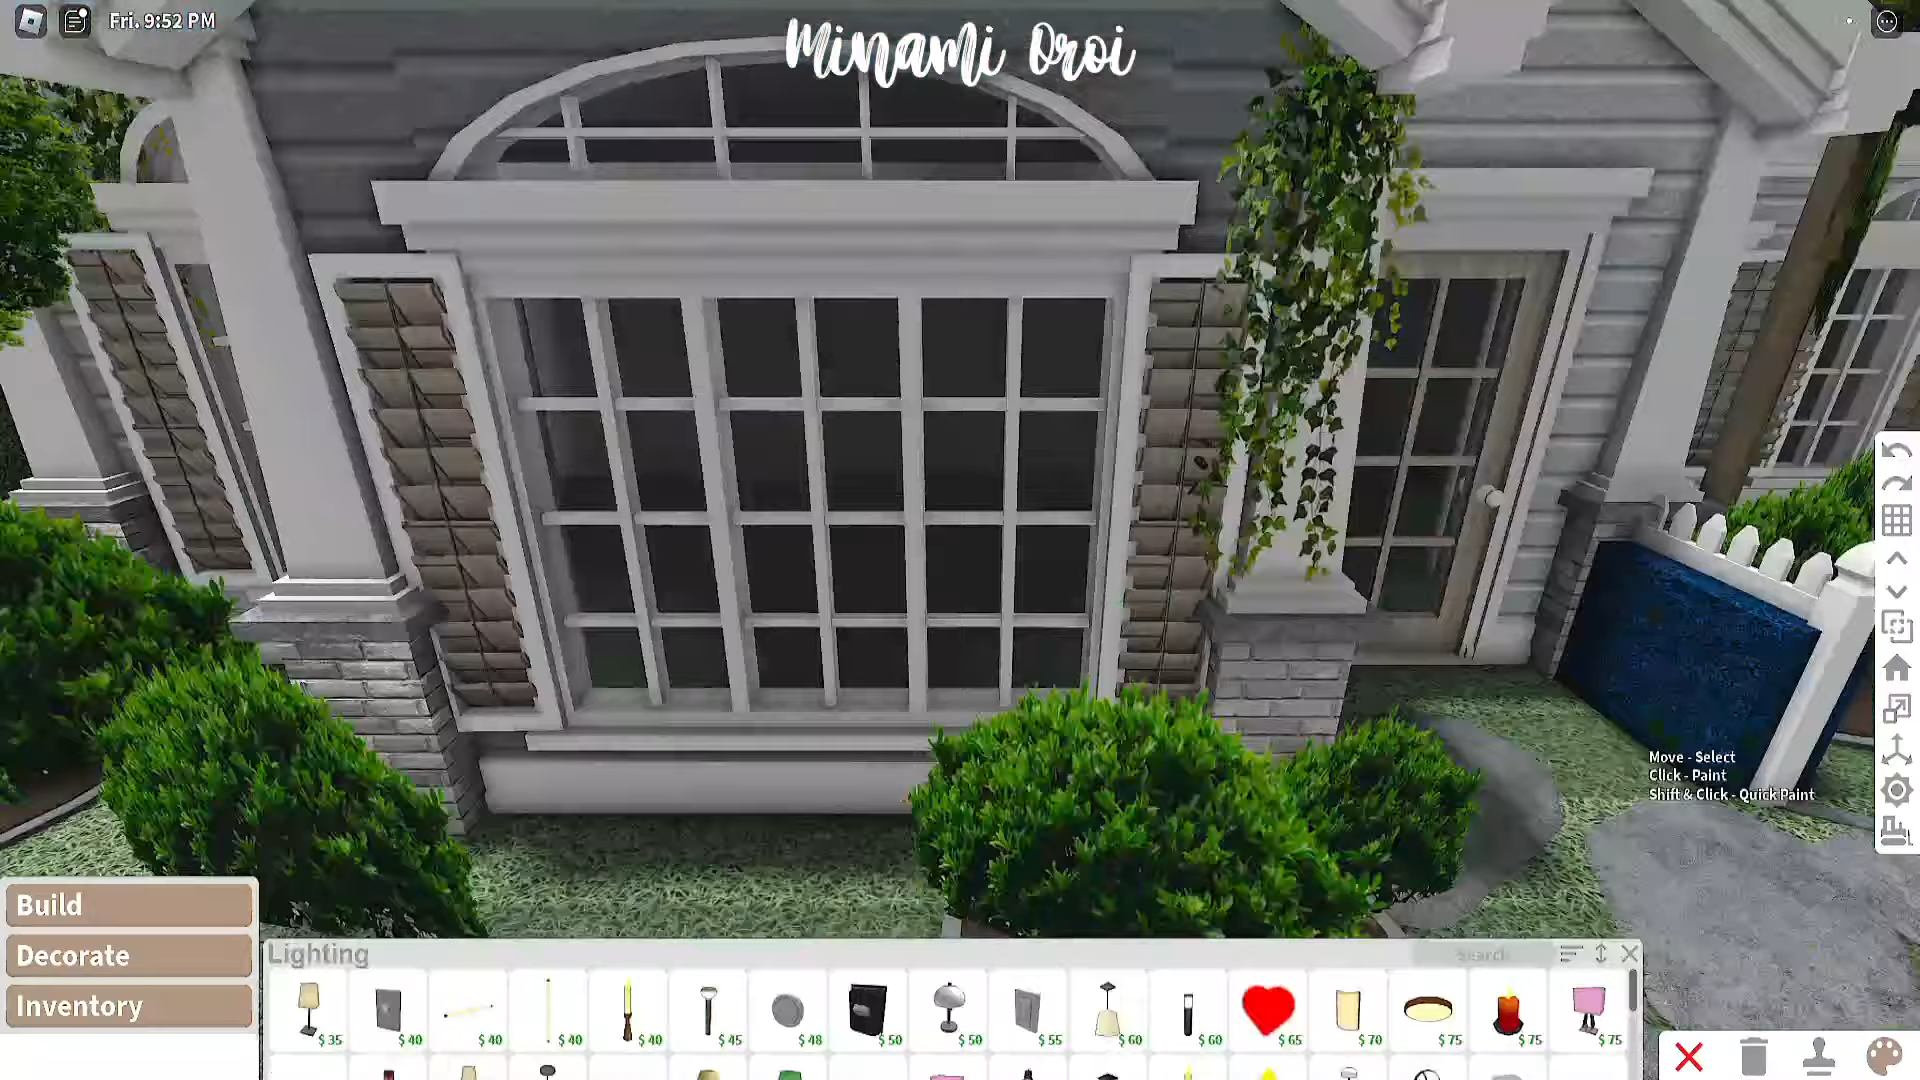 Fri. 9:52 PM
Minami Oroi
Move - Select
Click - Paint
Shift & Click - Quick Paint
Build
Decorate
Inventory
Lighting
Search
$35 $40 $40 $40 $40 $45 $48 $50 $50 $55 $60 $60 $65 $70 $75 $75 $75